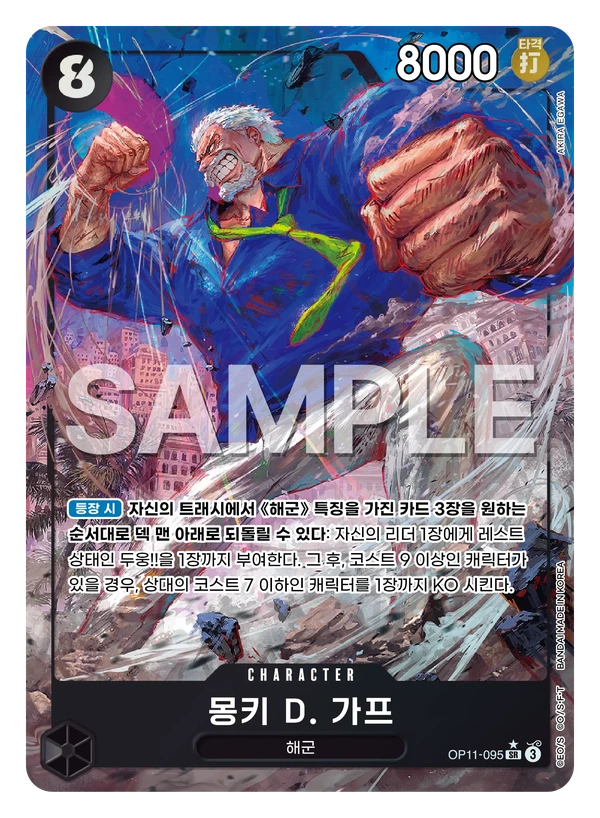 8
8000
타격
打
AKIRA EGAWA
SAMPLE
등장 시 자신의 트래시에서 《해군》 특징을 가진 카드 3장을 원하는
순서대로 덱 맨 아래로 되돌릴 수 있다: 자신의 리더 1장에게 레스트
상태인 두웅!!을 1장까지 부여한다. 그 후, 코스트 9 이상인 캐릭터가
있을 경우, 상대의 코스트 7 이하인 캐릭터를 1장까지 KO 시킨다.
CHARACTER
몽키 D. 가프
해군
OP11-095 SR 3
©EO/S ©O/S·F·T BANDAI MADE IN KOREA